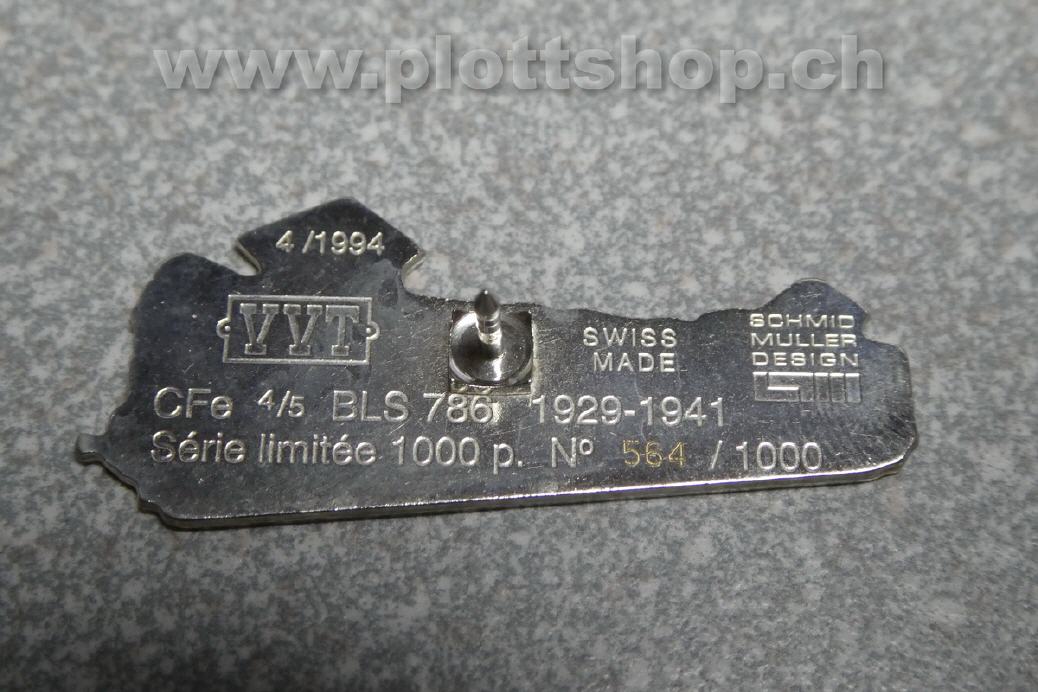 www.plottshop.ch
4/1994
VVT
SWISS
MADE
SCHMID
MULLER
DESIGN
CFe 4/5 BLS 786 1929-1941
Série limitée 1000 p. Nº 564 / 1000